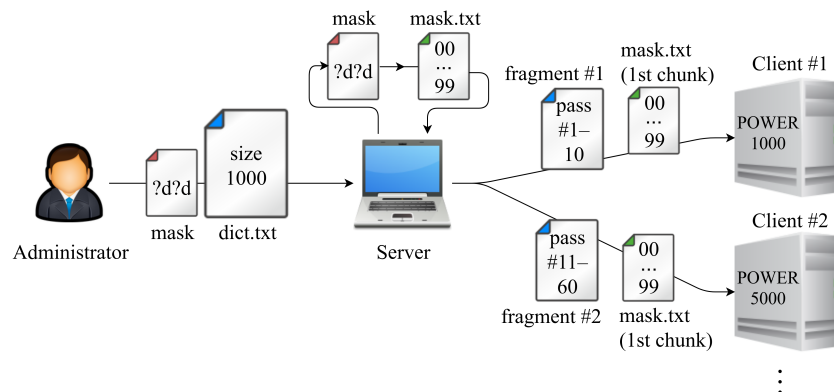 mask
mask.txt
?d?d
00
...
99
fragment #1
mask.txt
(1st chunk)
Client #1
pass
#1–
10
00
...
99
POWER
1000
?d?d
size
1000
mask
dict.txt
Administrator
Server
Client #2
pass
#11–
60
00
...
99
POWER
5000
fragment #2
mask.txt
(1st chunk)